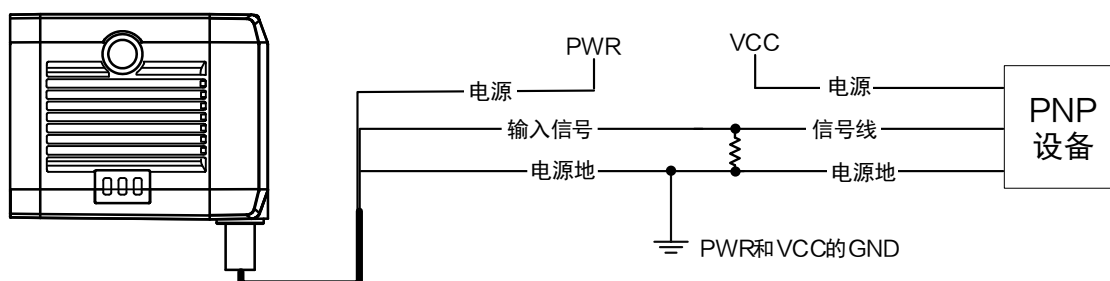 PWR VCC
电源 电源
输入信号 信号线
电源地 电源地
PNP
设备
PWR和VCC的GND